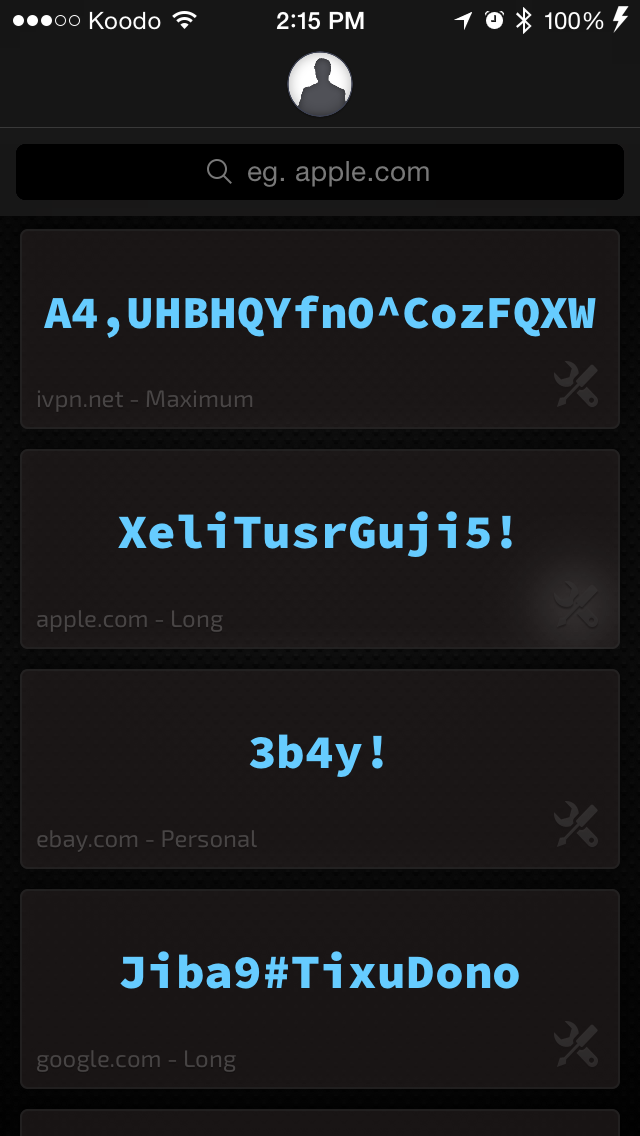 Koodo 2:15 PM 100%
eg. apple.com
A4,UHBHQYfnO^CozFQXW
ivpn.net - Maximum
XeliTusrGuji5!
apple.com - Long
3b4y!
ebay.com - Personal
Jiba9#TixuDono
google.com - Long